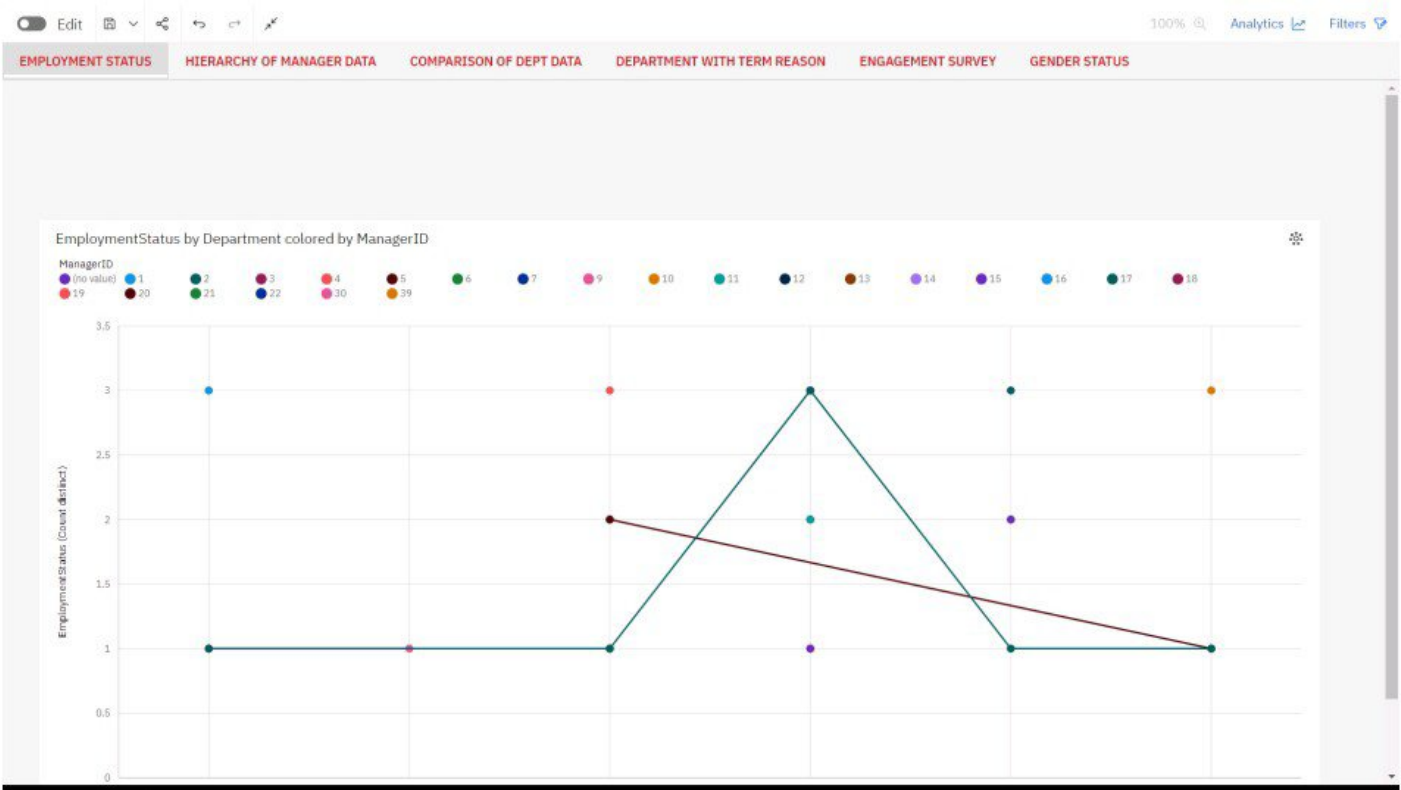 Edit 100% Analytics Filters
EMPLOYMENT STATUS HIERARCHY OF MANAGER DATA COMPARISON OF DEPT DATA DEPARTMENT WITH TERM REASON ENGAGEMENT SURVEY GENDER STATUS
EmploymentStatus by Department colored by ManagerID
ManagerID
(no value) 1 2 3 4 5 6 7 9 10 11 12 13 14 15 16 17 18
19 20 21 22 30 39
3.5
3
2.5
2
1.5
1
0.5
0
EmploymentStatus (Count distinct)